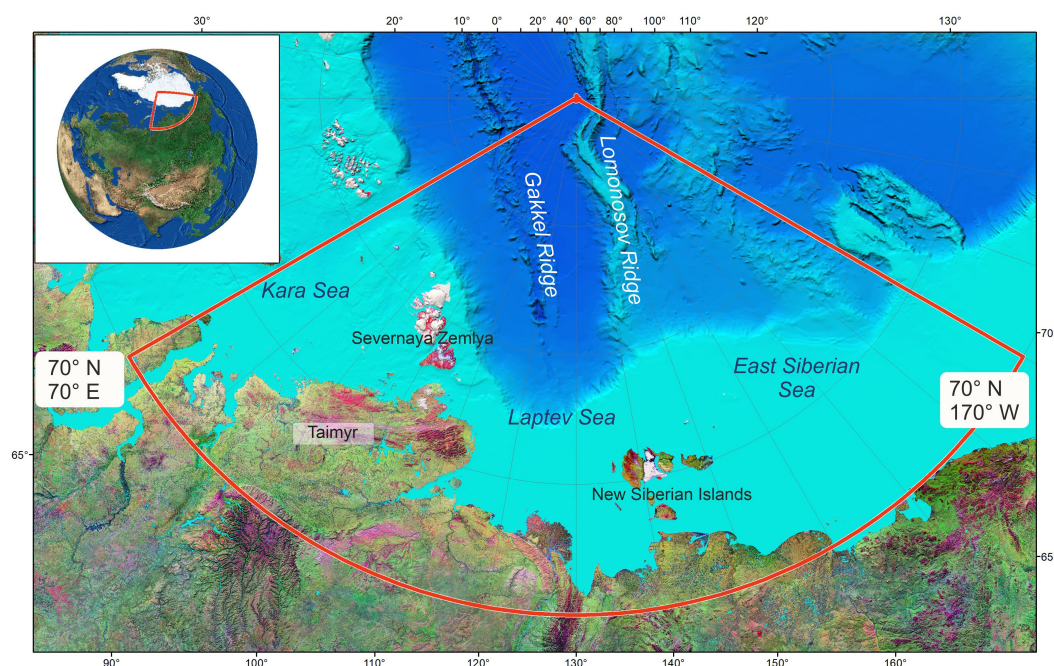 30° 20° 10° 0° 20° 40° 60° 80° 100° 110° 120° 130°
Gakkel Ridge
Lomonosov Ridge
Kara Sea
Severnaya Zemlya
70°
70° N
70° E
East Siberian
Sea
70° N
170° W
Laptev Sea
Taimyr
65°
New Siberian Islands
65
90° 100° 110° 120° 130° 140° 150° 160°